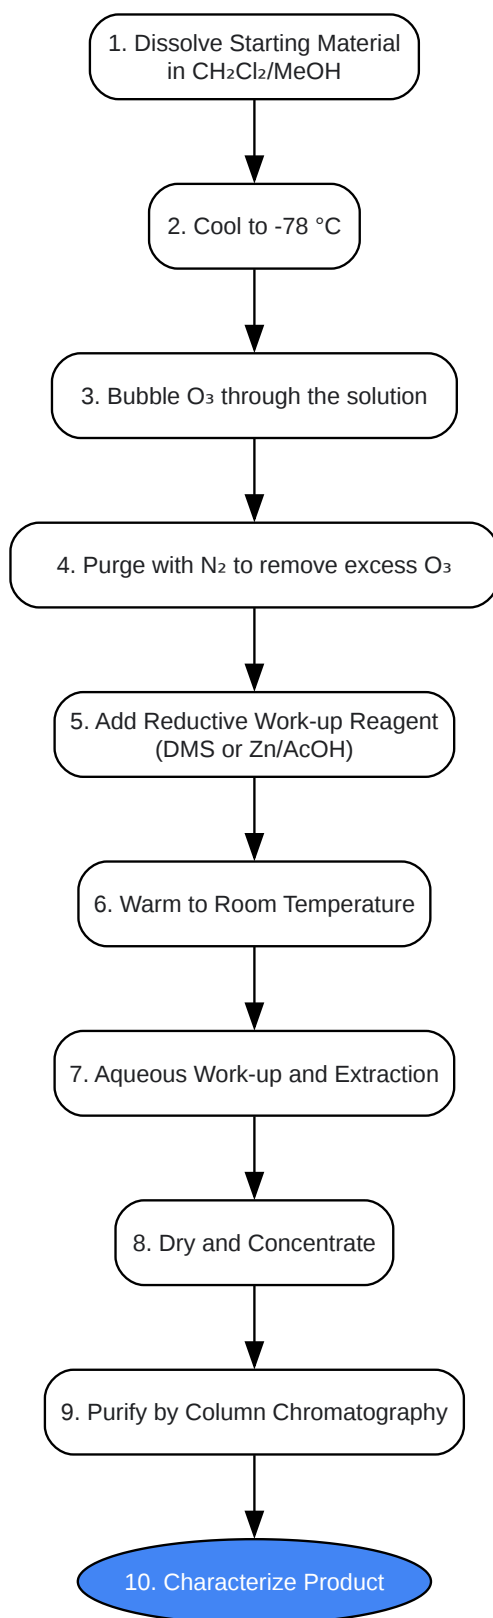 1. Dissolve Starting Material
in CH₂Cl₂/MeOH
2. Cool to -78 °C
3. Bubble O₃ through the solution
4. Purge with N₂ to remove excess O₃
5. Add Reductive Work-up Reagent
(DMS or Zn/AcOH)
6. Warm to Room Temperature
7. Aqueous Work-up and Extraction
8. Dry and Concentrate
9. Purify by Column Chromatography
10. Characterize Product